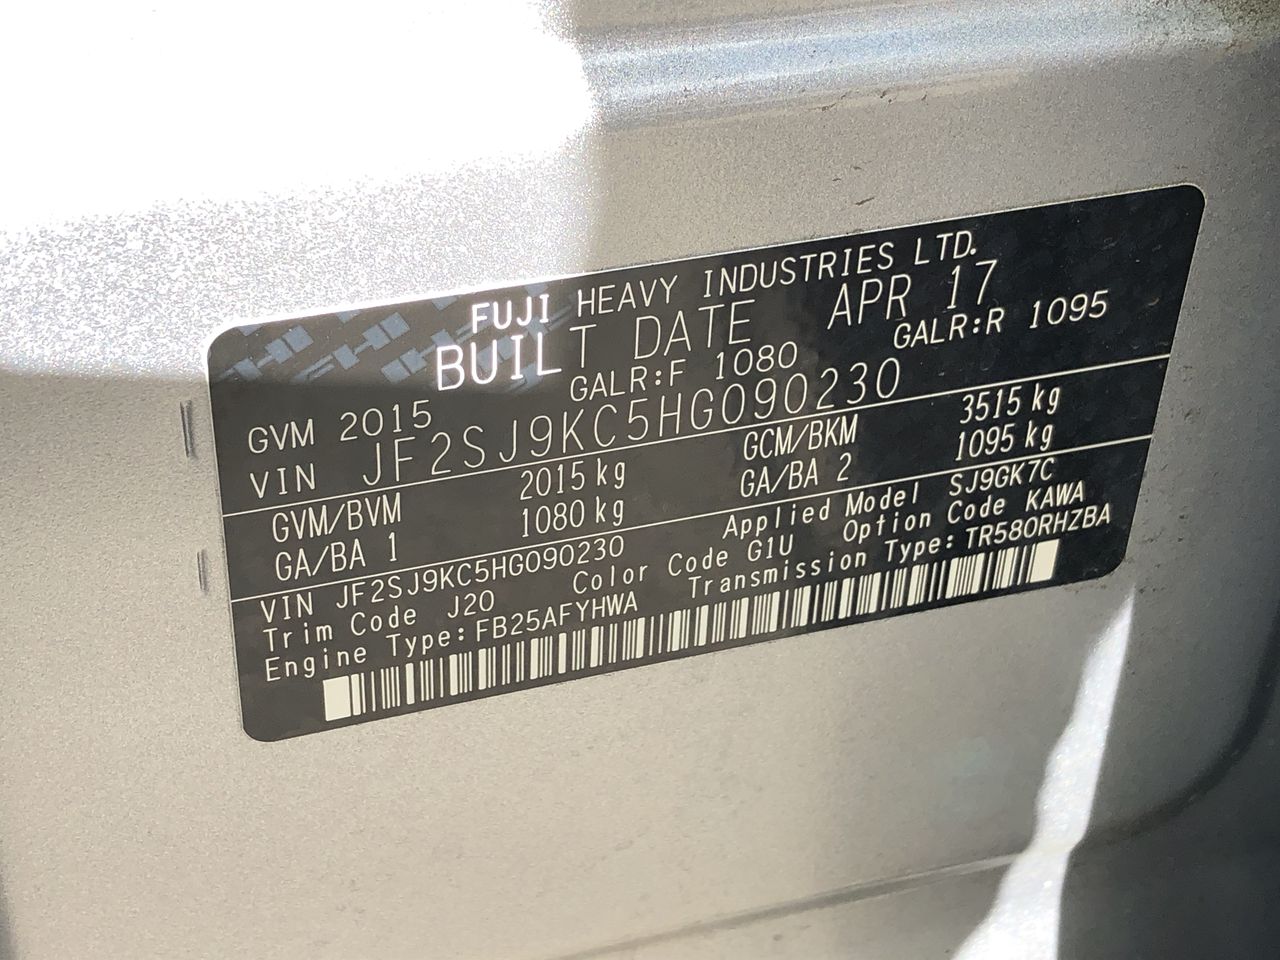 FUJI HEAVY INDUSTRIES LTD.
BUILT DATE APR 17
GVM 2015 GALR:F 1080 GALR:R 1095
VIN JF2SJ9KC5HG090230
GVM/BVM 2015 kg GCM/BKM 3515 kg
GA/BA 1 1080 kg GA/BA 2 1095 kg
VIN JF2SJ9KC5HG090230 Applied Model SJ9GK7C
Trim Code J20 Color Code G1U Option Code KAWA
Engine Type: FB25AFYHWA Transmission Type: TR580RHZBA